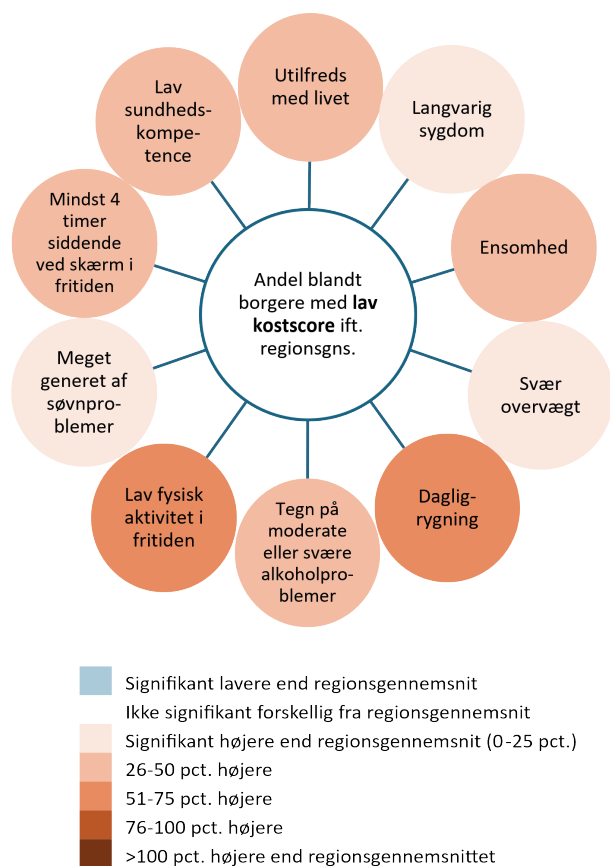 Utilfreds
med livet
Langvarig
sygdom
Ensomhed
Svær
overvægt
Daglig-
rygning
Tegn på
moderate
eller svære
alkoholpro-
blemer
Lav fysisk
aktivitet i
fritiden
Meget
generet af
søvnpro-
blemer
Mindst 4
timer
siddende
ved skærm i
fritiden
Lav
sundheds-
kompe-
tence
Andel blandt
borgere med lav
kostscore ift.
regionsgns.
Signifikant lavere end regionsgennemsnit
Ikke signifikant forskellig fra regionsgennemsnit
Signifikant højere end regionsgennemsnit (0-25 pct.)
26-50 pct. højere
51-75 pct. højere
76-100 pct. højere
>100 pct. højere end regionsgennemsnittet